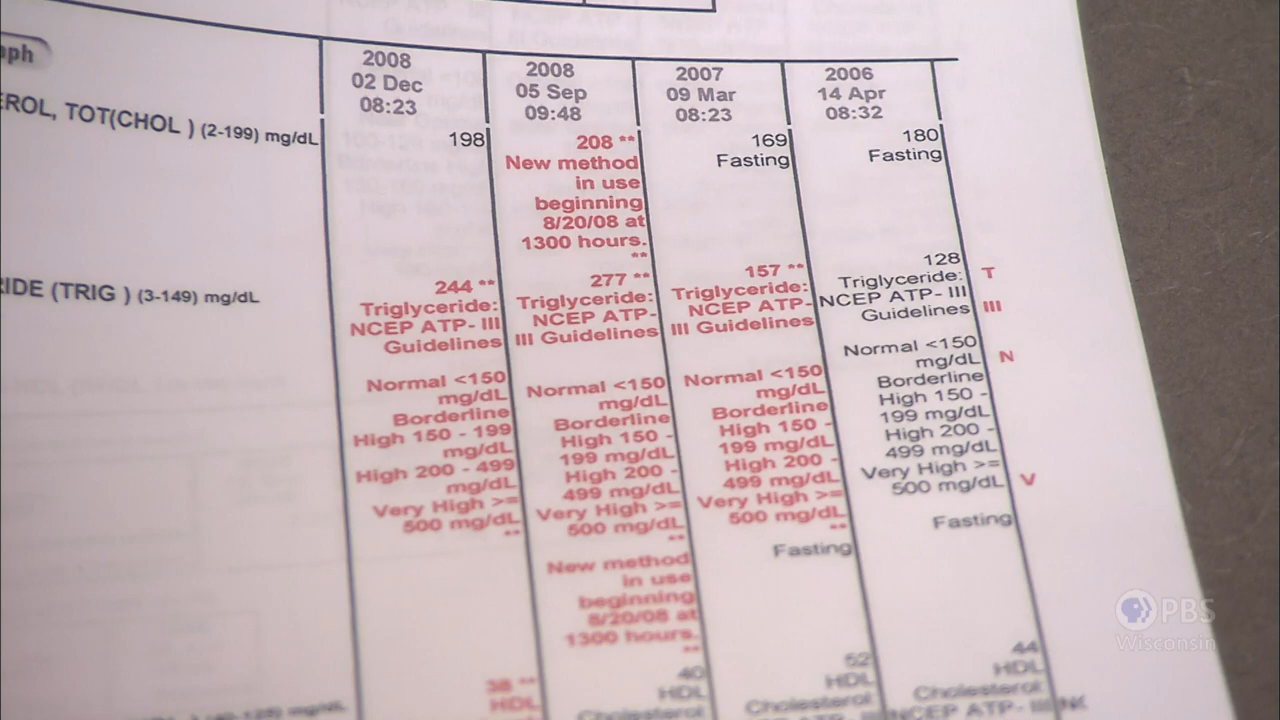 aph
2008
02 Dec
08:23
2008
05 Sep
09:48
2007
09 Mar
08:23
2006
14 Apr
08:32
EROL, TOT(CHOL ) (2-199) mg/dL
198
208 **
New method
in use
beginning
8/20/08 at
1300 hours.
**
169
Fasting
180
Fasting
IDE (TRIG ) (3-149) mg/dL
244 **
Triglyceride:
NCEP ATP- III
Guidelines
Normal <150
mg/dL
Borderline
High 150 - 199
mg/dL
High 200 - 499
mg/dL
Very High >=
500 mg/dL
**
277 **
Triglyceride:
NCEP ATP-
III Guidelines
Normal <150
mg/dL
Borderline
High 150 -
199 mg/dL
High 200 -
499 mg/dL
Very High >=
500 mg/dL
**
New method
in use
beginning
8/20/08 at
1300 hours.
**
157 **
Triglyceride:
NCEP ATP-
III Guidelines
Normal <150
mg/dL
Borderline
High 150 -
199 mg/dL
High 200 -
499 mg/dL
Very High >=
500 mg/dL
**
Fasting
128
Triglyceride:
NCEP ATP- III
Guidelines
Normal <150
mg/dL
Borderline
High 150 -
199 mg/dL
High 200 -
499 mg/dL
Very High >=
500 mg/dL
Fasting
T
III
N
V
38 **
HDL
40
HDL
Cholesterol
52
HDL
Cholesterol
44
HDL
Cholesterol
NCEP ATP- III
PBS
Wisconsin